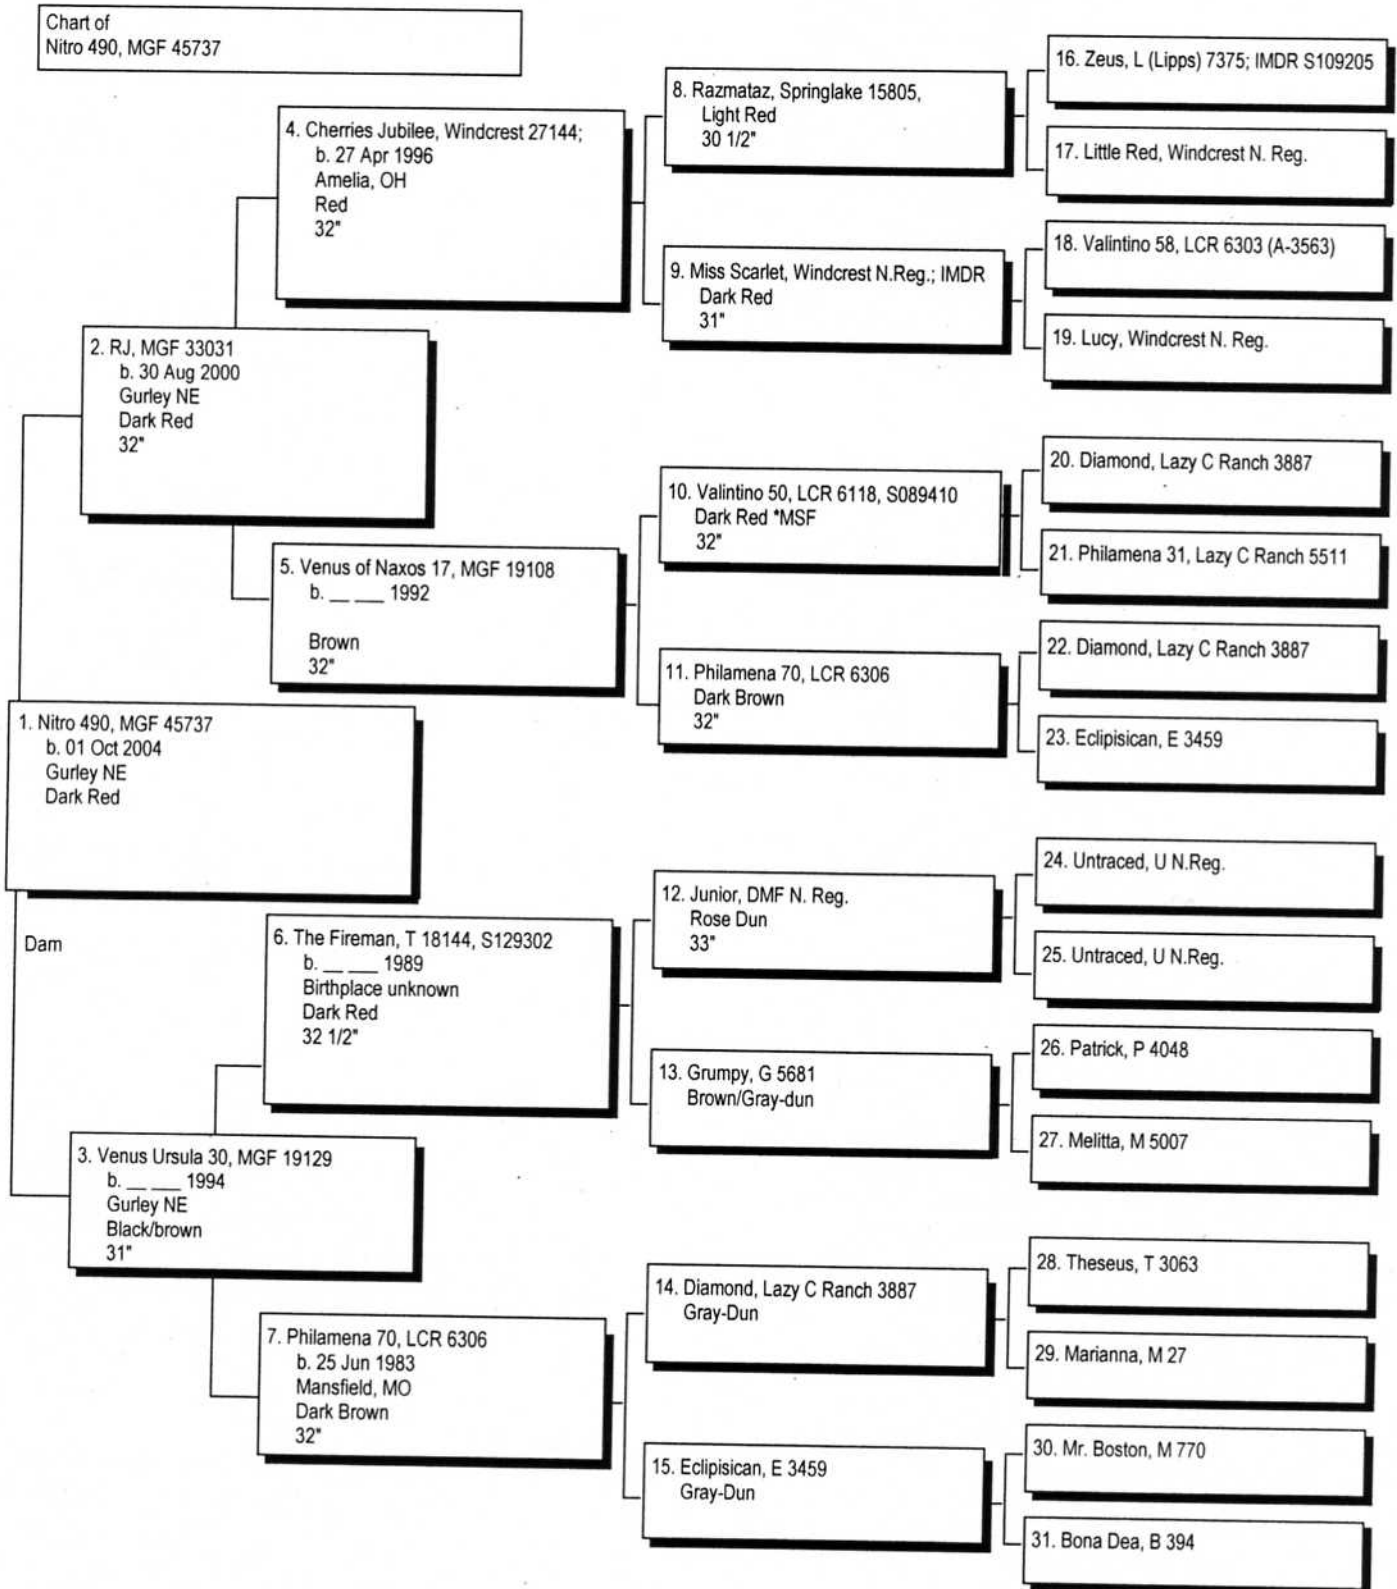 Chart of
Nitro 490, MGF 45737
1. Nitro 490, MGF 45737
b. 01 Oct 2004
Gurley NE
Dark Red
2. RJ, MGF 33031
b. 30 Aug 2000
Gurley NE
Dark Red
32"
Dam
3. Venus Ursula 30, MGF 19129
b. __ ___ 1994
Gurley NE
Black/brown
31"
4. Cherries Jubilee, Windcrest 27144;
b. 27 Apr 1996
Amelia, OH
Red
32"
5. Venus of Naxos 17, MGF 19108
b. __ ___ 1992
Brown
32"
6. The Fireman, T 18144, S129302
b. __ ___ 1989
Birthplace unknown
Dark Red
32 1/2"
7. Philamena 70, LCR 6306
b. 25 Jun 1983
Mansfield, MO
Dark Brown
32"
8. Razmataz, Springlake 15805,
Light Red
30 1/2"
9. Miss Scarlet, Windcrest N.Reg.; IMDR
Dark Red
31"
10. Valintino 50, LCR 6118, S089410
Dark Red *MSF
32"
11. Philamena 70, LCR 6306
Dark Brown
32"
12. Junior, DMF N. Reg.
Rose Dun
33"
13. Grumpy, G 5681
Brown/Gray-dun
14. Diamond, Lazy C Ranch 3887
Gray-Dun
15. Eclipisican, E 3459
Gray-Dun
16. Zeus, L (Lipps) 7375; IMDR S109205
17. Little Red, Windcrest N. Reg.
18. Valintino 58, LCR 6303 (A-3563)
19. Lucy, Windcrest N. Reg.
20. Diamond, Lazy C Ranch 3887
21. Philamena 31, Lazy C Ranch 5511
22. Diamond, Lazy C Ranch 3887
23. Eclipisican, E 3459
24. Untraced, U N.Reg.
25. Untraced, U N.Reg.
26. Patrick, P 4048
27. Melitta, M 5007
28. Theseus, T 3063
29. Marianna, M 27
30. Mr. Boston, M 770
31. Bona Dea, B 394